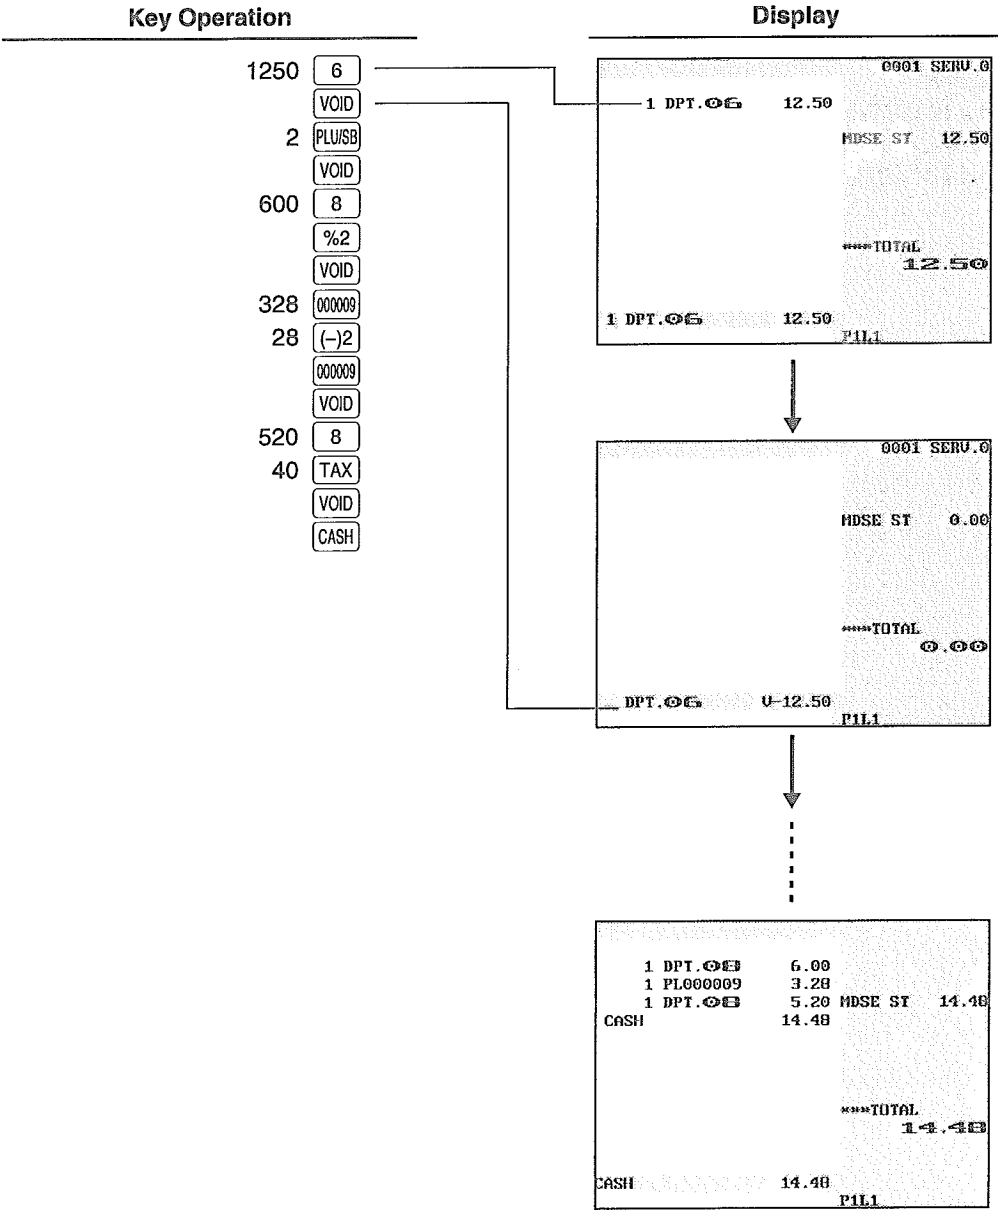 Key Operation
1250 6
VOID
2 PLU/SB
VOID
600 8
%2
VOID
328 000009
28 (–)2
000009
VOID
520 8
40 TAX
VOID
CASH
Display
0001 SERV.0
1 DPT.06 12.50
MDSE ST 12.50
***TOTAL
12.50
1 DPT.06 12.50
P1L1
0001 SERV.0
MDSE ST 0.00
***TOTAL
0.00
DPT.06 V-12.50
P1L1
1 DPT.08 6.00
1 PL000009 3.28
1 DPT.08 5.20 MDSE ST 14.48
CASH 14.48
***TOTAL
14.48
CASH 14.48
P1L1